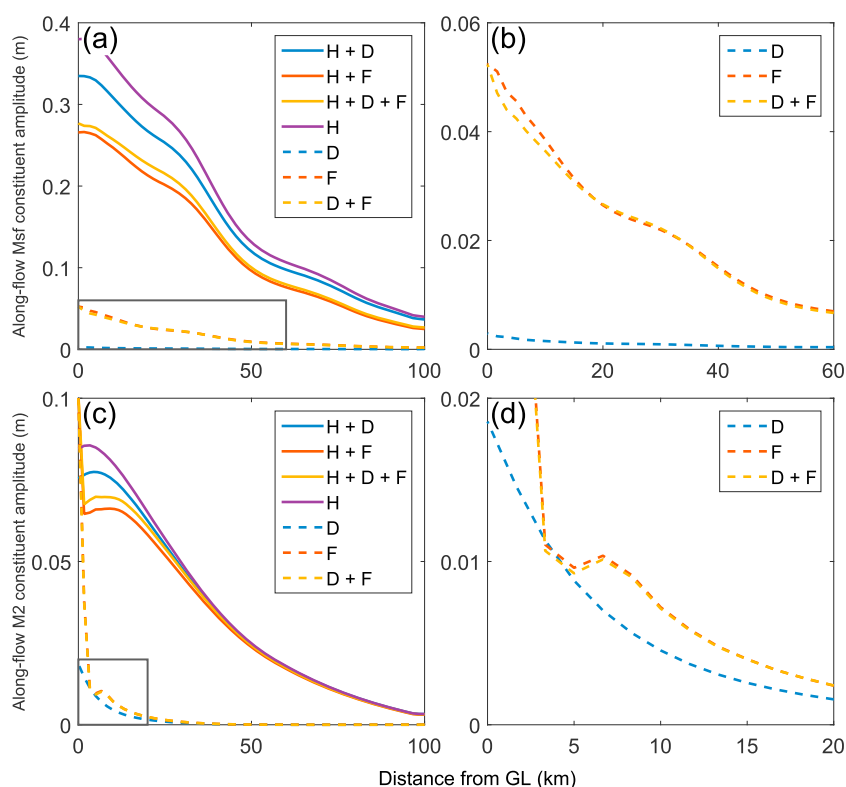 (a)
Along-flow Msf constituent amplitude (m)
0.4
0.3
0.2
0.1
0
0
50
100
H + D
H + F
H + D + F
H
D
F
D + F
(b)
0.06
0.04
0.02
0
0
20
40
60
D
F
D + F
(c)
Along-flow M2 constituent amplitude (m)
0.1
0.05
0
0
50
100
H + D
H + F
H + D + F
H
D
F
D + F
(d)
0.02
0.01
0
0
5
10
15
20
D
F
D + F
Distance from GL (km)